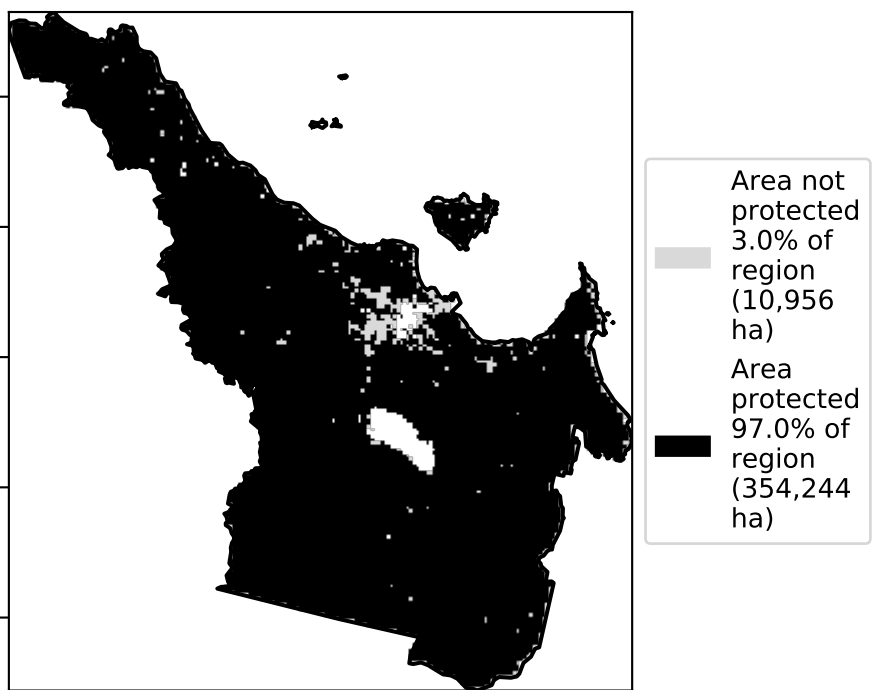 Area not
protected
3.0% of
region
(10,956
ha)
Area
protected
97.0% of
region
(354,244
ha)